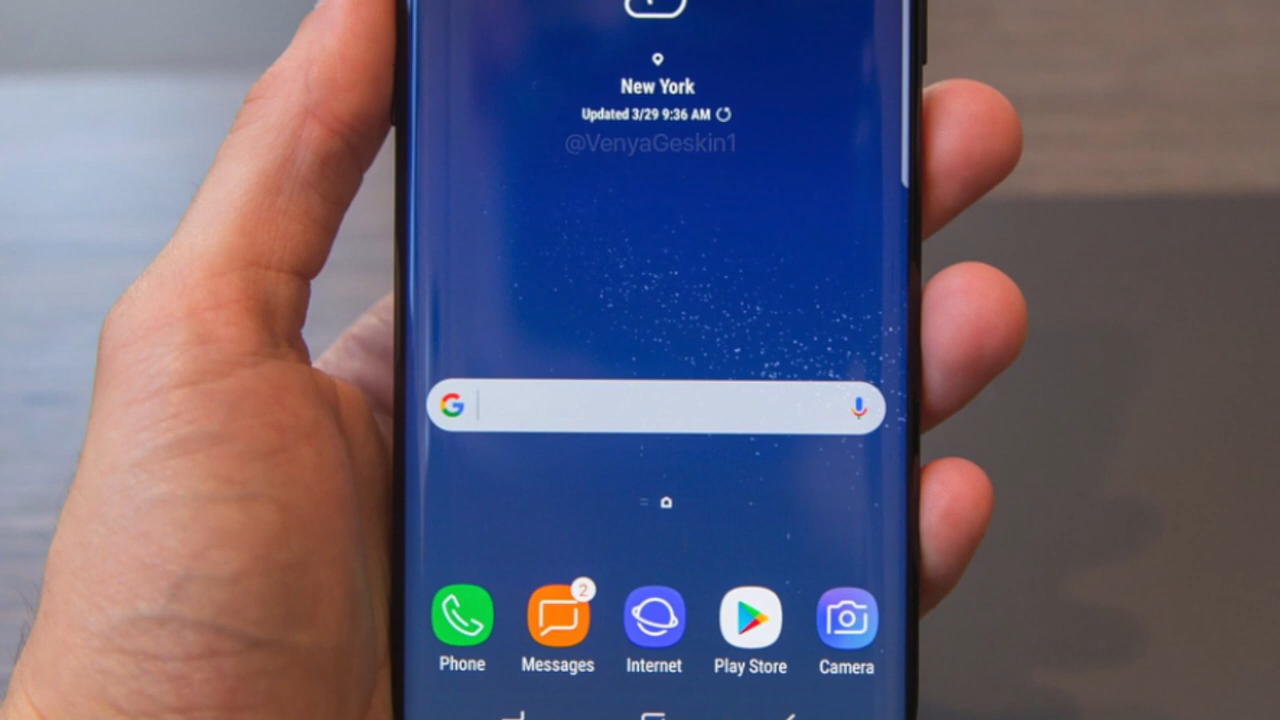 New York
Updated 3/29 9:36 AM
@VenyaGeskin1
G
2
Phone Messages Internet Play Store Camera